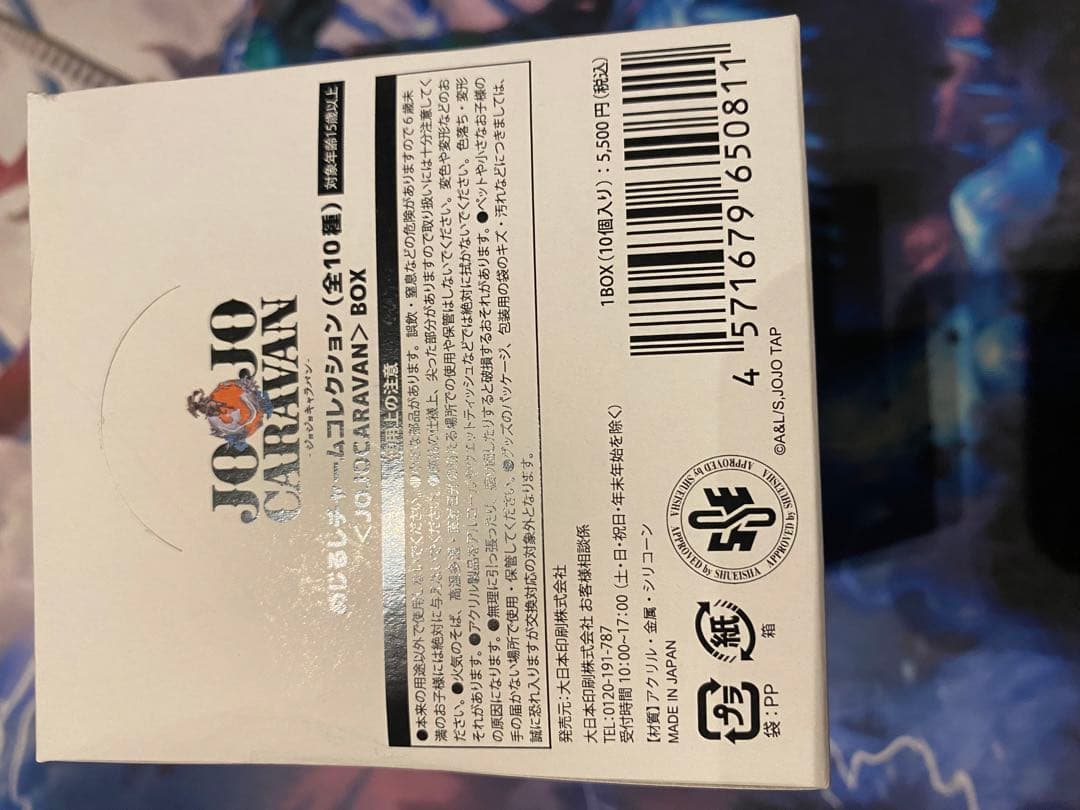 JOJO
CARAVAN
-ジョジョキャラバン-
めじるしチャームコレクション(全10種)
対象年齢15歳以上
<JOJOCARAVAN> BOX
使用上の注意
●本来の用途以外で使用しないでください。●小さな部品があります。誤飲・窒息などの危険がありますので6歳未
満のお子様には絶対に与えないでください。●商品の仕様上、尖った部分がありますので取り扱いには十分注意してく
ださい。●火気のそば、高温多湿・直射日光のあたる場所での使用や保管はしないでください。変色や変形などのお
それがあります。●アクリル製品をアルコールやウェットティッシュなどでは絶対に拭かないでください。色落ち・変形
の原因になります。●無理に引っ張ったり、振り回したりすると破損するおそれがあります。●ペットや小さなお子様の
手の届かない場所で使用・保管してください。●グッズのパッケージ、包装用の袋のキズ・汚れなどにつきましては、
誠に恐れ入りますが交換対応の対象外となります。
発売元:大日本印刷株式会社
大日本印刷株式会社 お客様相談係
TEL:0120-191-787
受付時間 10:00~17:00 (土・日・祝日・年末年始を除く)
【材質】アクリル・金属・シリコーン
MADE IN JAPAN
1BOX(10個入り):5,500円(税込)
4 571679 650811
プラ
袋:PP
紙
箱
APPROVED by SHUEISHA APPROVED by SHUEISHA APPROVED by SHUEISHA
©A&L/S,JOJO TAP